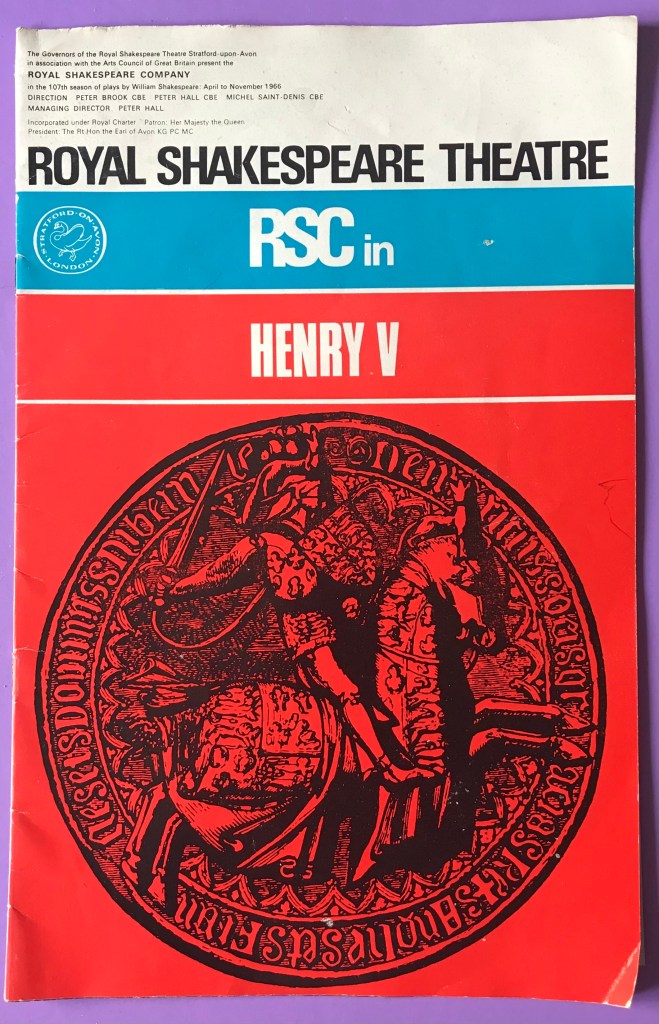 The Governors of the Royal Shakespeare Theatre Stratford-upon-Avon
in association with the Arts Council of Great Britain present the
ROYAL SHAKESPEARE COMPANY
in the 107th season of plays by William Shakespeare: April to November 1966
DIRECTION PETER BROOK CBE PETER HALL CBE MICHEL SAINT-DENIS CBE
MANAGING DIRECTOR PETER HALL
Incorporated under Royal Charter Patron: Her Majesty the Queen
President: The Rt Hon the Earl of Avon KG PC MC
ROYAL SHAKESPEARE THEATRE
STRATFORD·ON·AVON
·LONDON·
RSC in
HENRY V